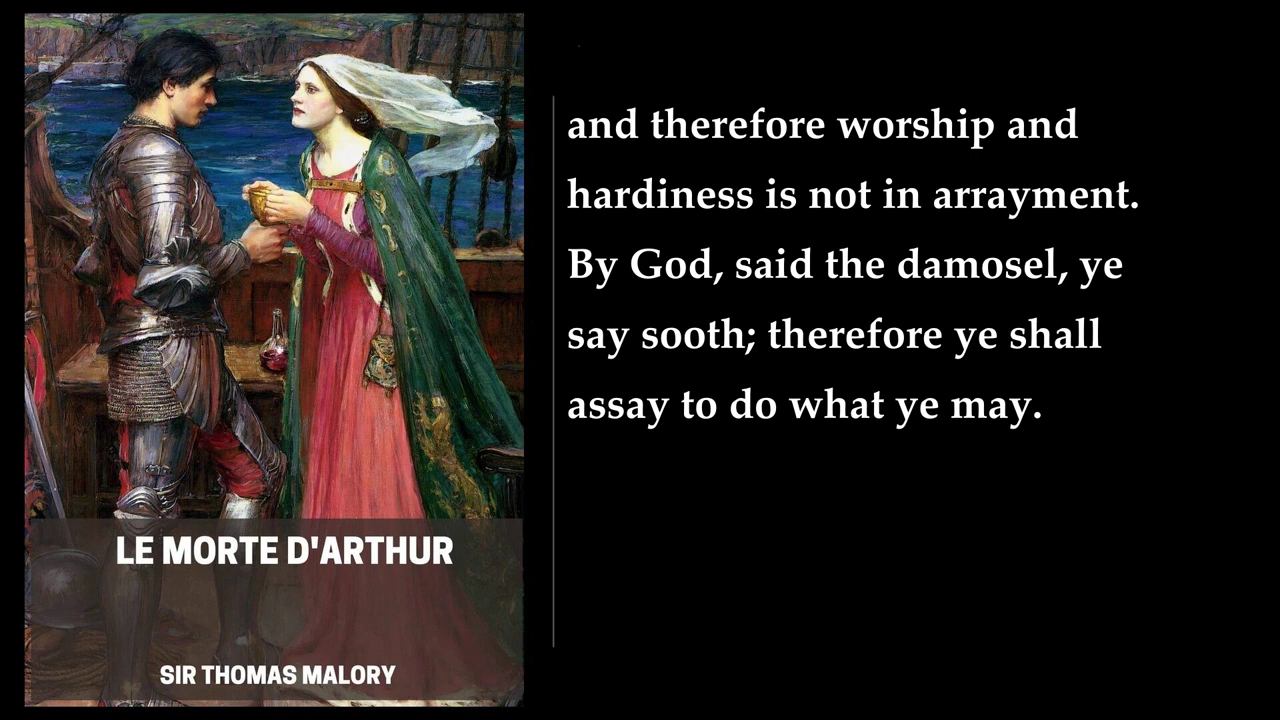 LE MORTE D'ARTHUR
SIR THOMAS MALORY
and therefore worship and
hardiness is not in arrayment.
By God, said the damosel, ye
say sooth; therefore ye shall
assay to do what ye may.